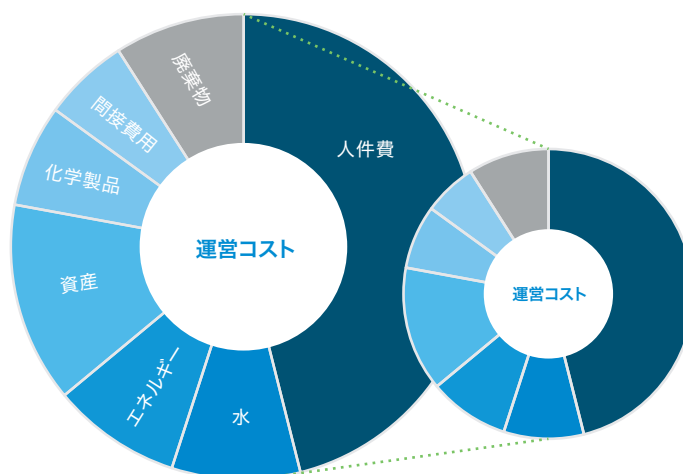 廃棄物
間接費用
化学製品
資産
エネルギー
水
人件費
運営コスト
運営コスト